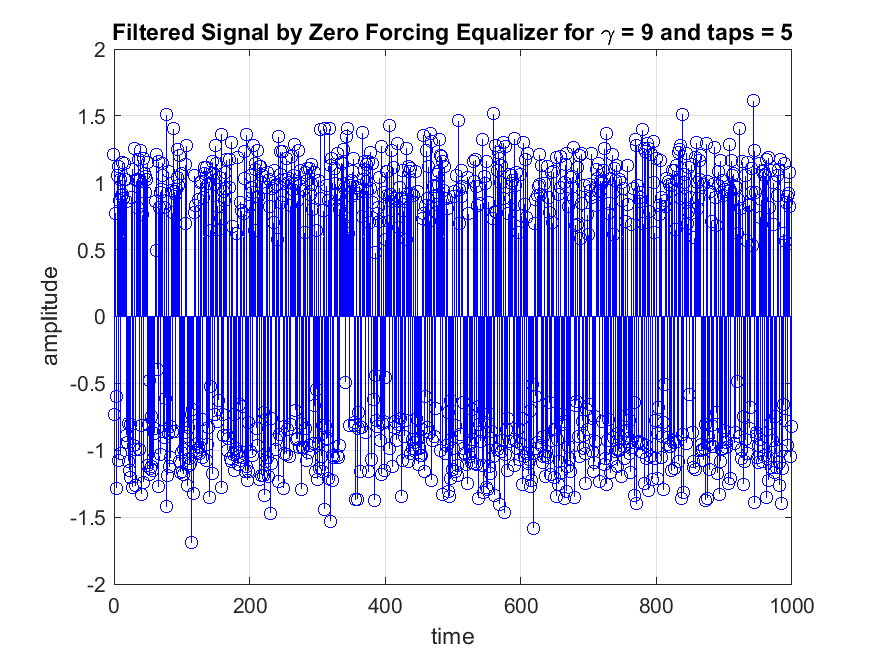 Filtered Signal by Zero Forcing Equalizer for γ = 9 and taps = 5
2
1.5
1
0.5
0
-0.5
-1
-1.5
-2
amplitude
0 200 400 600 800 1000
time